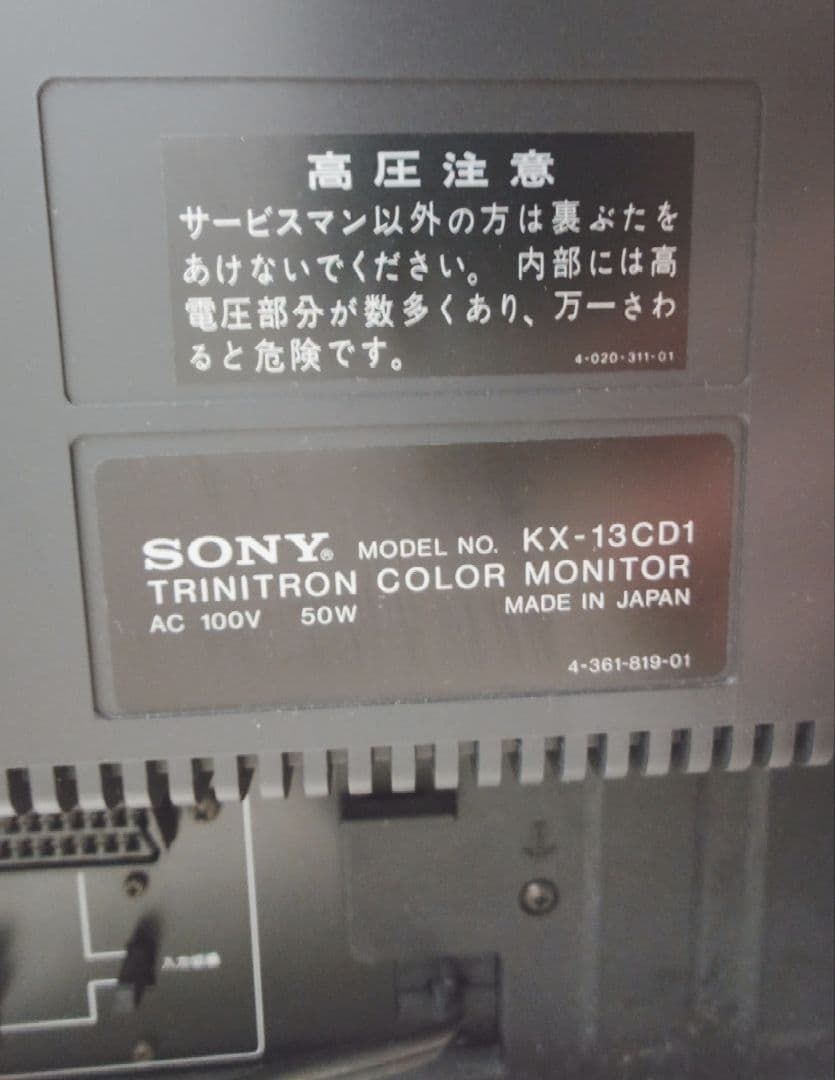 高圧注意
サービスマン以外の方は裏ぶたを
あけないでください。 内部には高
電圧部分が数多くあり、万一さわ
ると危険です。
4-020-311-01
SONY® MODEL NO. KX-13CD1
TRINITRON COLOR MONITOR
AC 100V 50W MADE IN JAPAN
4-361-819-01